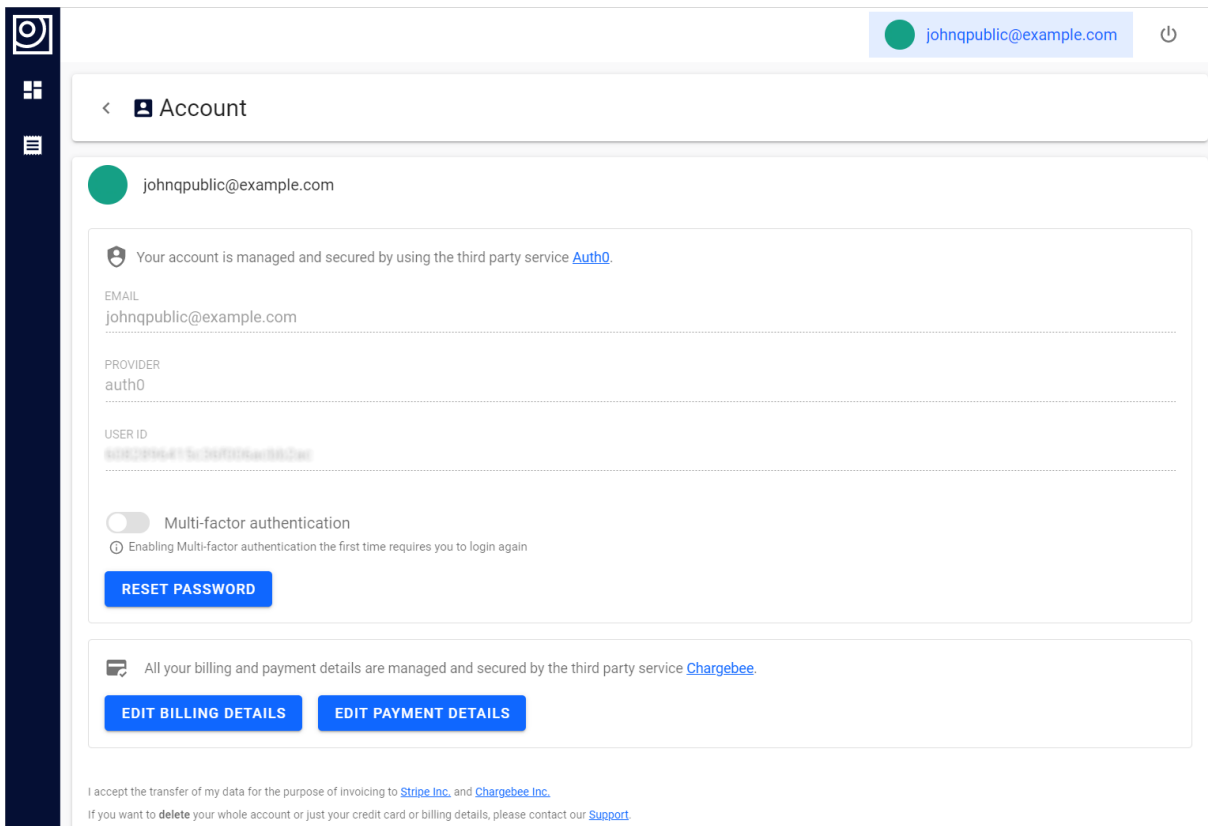 johnqpublic@example.com
Account
johnqpublic@example.com
Your account is managed and secured by using the third party service Auth0.
EMAIL
johnqpublic@example.com
PROVIDER
auth0
USER ID
Multi-factor authentication
Enabling Multi-factor authentication the first time requires you to login again
RESET PASSWORD
All your billing and payment details are managed and secured by the third party service Chargebee.
EDIT BILLING DETAILS EDIT PAYMENT DETAILS
I accept the transfer of my data for the purpose of invoicing to Stripe Inc. and Chargebee Inc.
If you want to delete your whole account or just your credit card or billing details, please contact our Support.